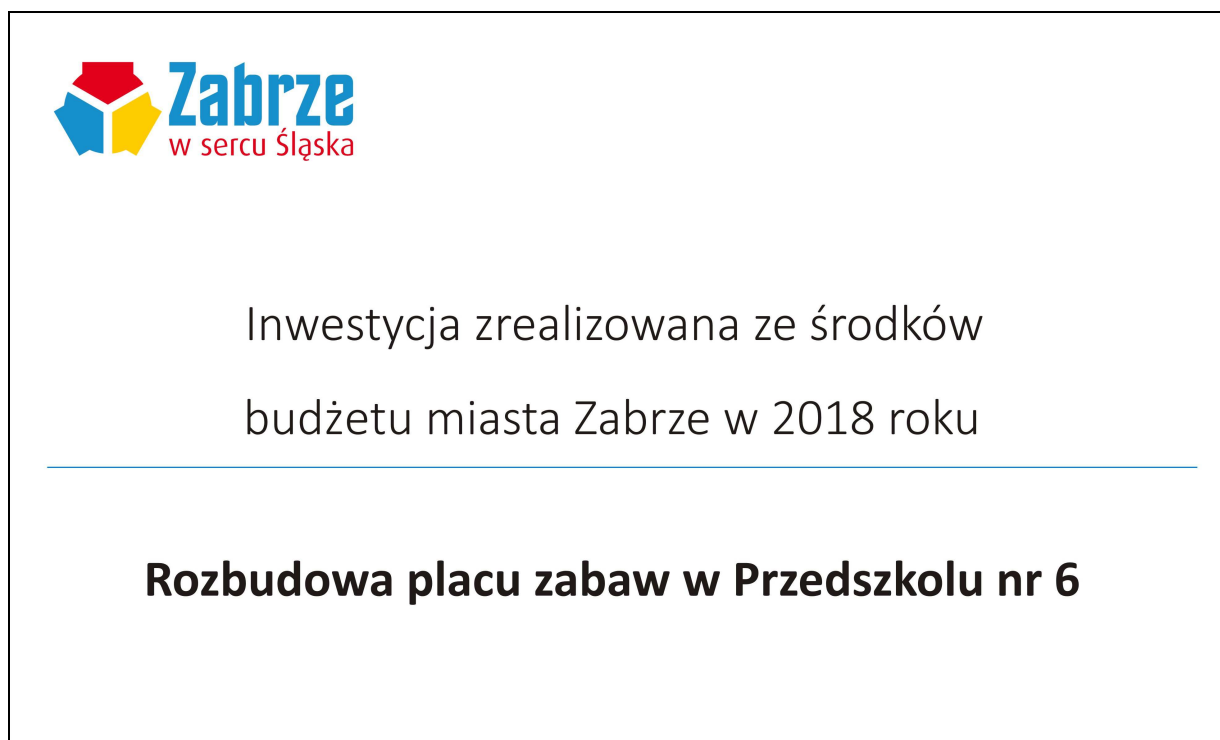 Zabrze
w sercu Śląska
Inwestycja zrealizowana ze środków
budżetu miasta Zabrze w 2018 roku
Rozbudowa placu zabaw w Przedszkolu nr 6